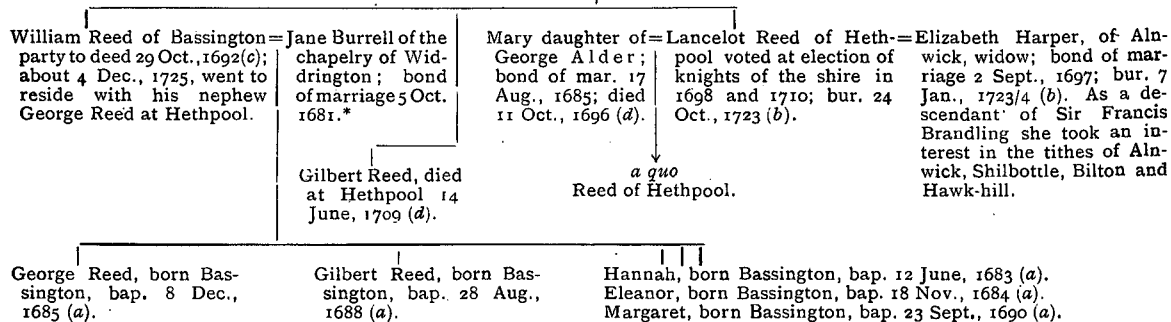 William Reed of Bassington=
party to deed 29 Oct., 1692(c);
about 4 Dec., 1725, went to
reside with his nephew
George Reed at Hethpool.
Jane Burrell of the
chapelry of Wid-
drington; bond
of marriage 5 Oct.
1681.*
Gilbert Reed, died
at Hethpool 14
June, 1709 (d).
Mary daughter of=
George Alder;
bond of mar. 17
Aug., 1685; died
11 Oct., 1696 (d).
Lancelot Reed of Heth-=
pool voted at election of
knights of the shire in
1698 and 1710; bur. 24
Oct., 1723 (b).
a quo
Reed of Hethpool.
Elizabeth Harper, of Aln-
wick, widow; bond of mar-
riage 2 Sept., 1697; bur. 7
Jan., 1723/4 (b). As a de-
scendant of Sir Francis
Brandling she took an in-
terest in the tithes of Aln-
wick, Shilbottle, Bilton and
Hawk-hill.
George Reed, born Bas-
sington, bap. 8 Dec.,
1685 (a).
Gilbert Reed, born Bas-
sington, bap. 28 Aug.,
1688 (a).
Hannah, born Bassington, bap. 12 June, 1683 (a).
Eleanor, born Bassington, bap. 18 Nov., 1684 (a).
Margaret, born Bassington, bap. 23 Sept., 1690 (a).